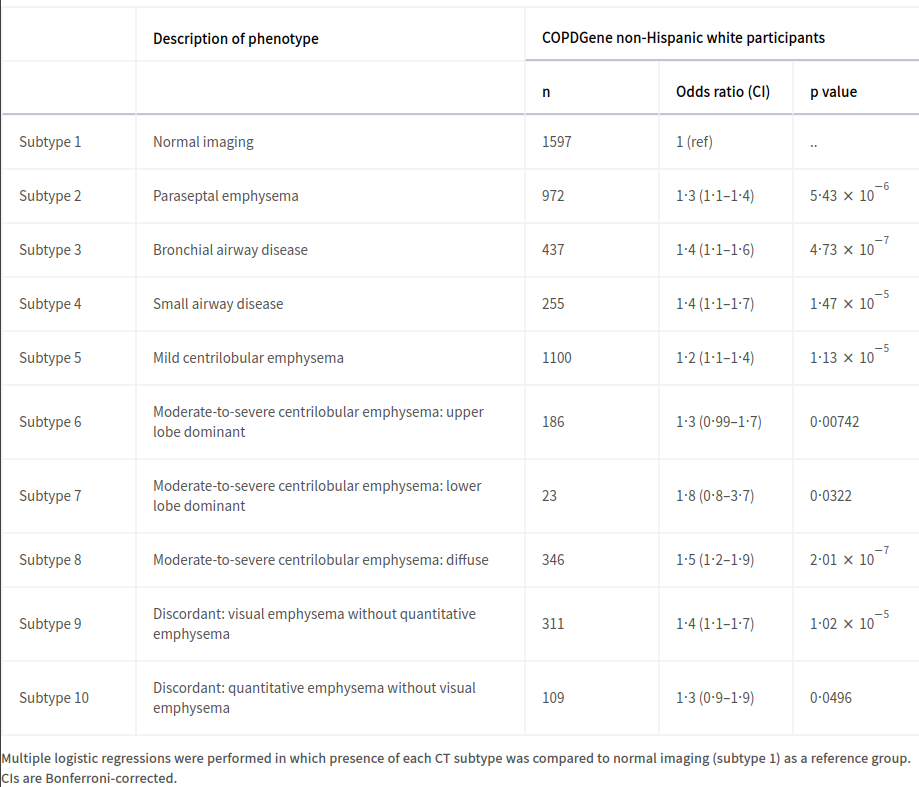 Description of phenotype COPDGene non-Hispanic white participants
n Odds ratio (CI) p value
Subtype 1 Normal imaging 1597 1 (ref) ..
Subtype 2 Paraseptal emphysema 972 1·3 (1·1–1·4) 5·43 × 10−6
Subtype 3 Bronchial airway disease 437 1·4 (1·1–1·6) 4·73 × 10−7
Subtype 4 Small airway disease 255 1·4 (1·1–1·7) 1·47 × 10−5
Subtype 5 Mild centrilobular emphysema 1100 1·2 (1·1–1·4) 1·13 × 10−5
Subtype 6 Moderate-to-severe centrilobular emphysema: upper
lobe dominant 186 1·3 (0·99–1·7) 0·00742
Subtype 7 Moderate-to-severe centrilobular emphysema: lower
lobe dominant 23 1·8 (0·8–3·7) 0·0322
Subtype 8 Moderate-to-severe centrilobular emphysema: diffuse 346 1·5 (1·2–1·9) 2·01 × 10−7
Subtype 9 Discordant: visual emphysema without quantitative
emphysema 311 1·4 (1·1–1·7) 1·02 × 10−5
Subtype 10 Discordant: quantitative emphysema without visual
emphysema 109 1·3 (0·9–1·9) 0·0496
Multiple logistic regressions were performed in which presence of each CT subtype was compared to normal imaging (subtype 1) as a reference group.
CIs are Bonferroni-corrected.